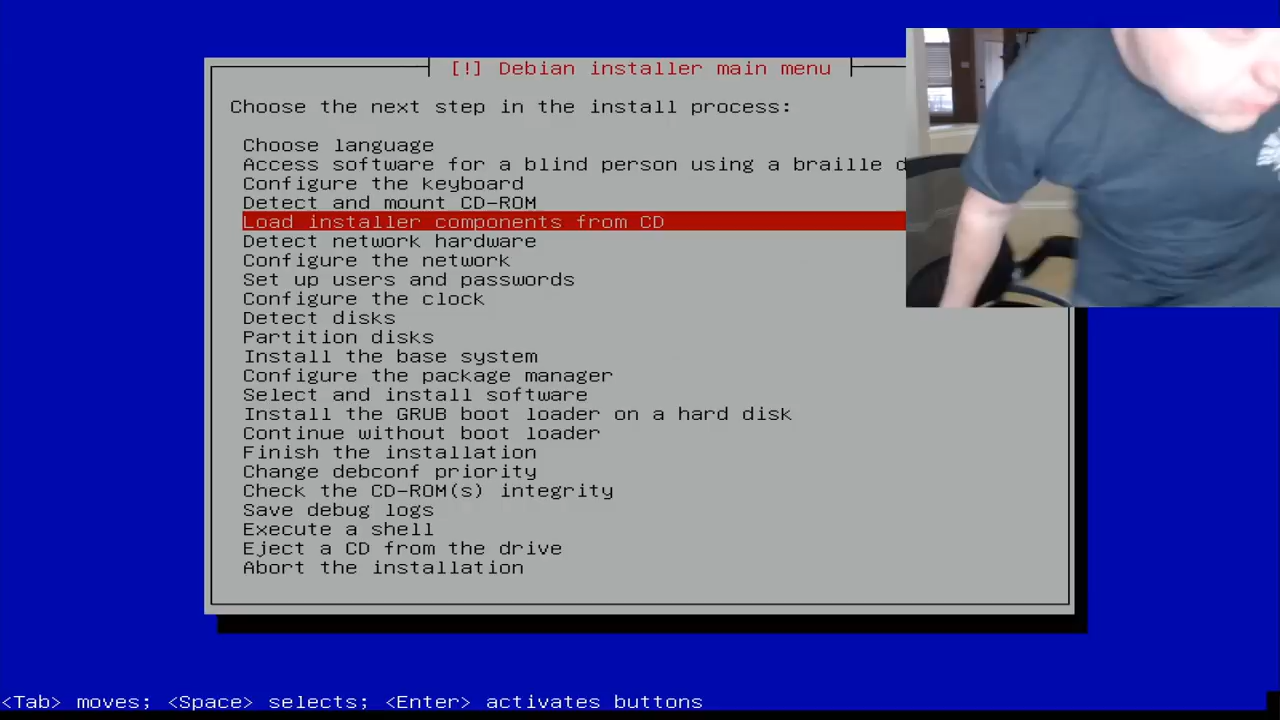 [!] Debian installer main menu
Choose the next step in the install process:
Choose language
Access software for a blind person using a braille
Configure the keyboard
Detect and mount CD-ROM
Load installer components from CD
Detect network hardware
Configure the network
Set up users and passwords
Configure the clock
Detect disks
Partition disks
Install the base system
Configure the package manager
Select and install software
Install the GRUB boot loader on a hard disk
Continue without boot loader
Finish the installation
Change debconf priority
Check the CD-ROM(s) integrity
Save debug logs
Execute a shell
Eject a CD from the drive
Abort the installation
<Tab> moves; <Space> selects; <Enter> activates buttons